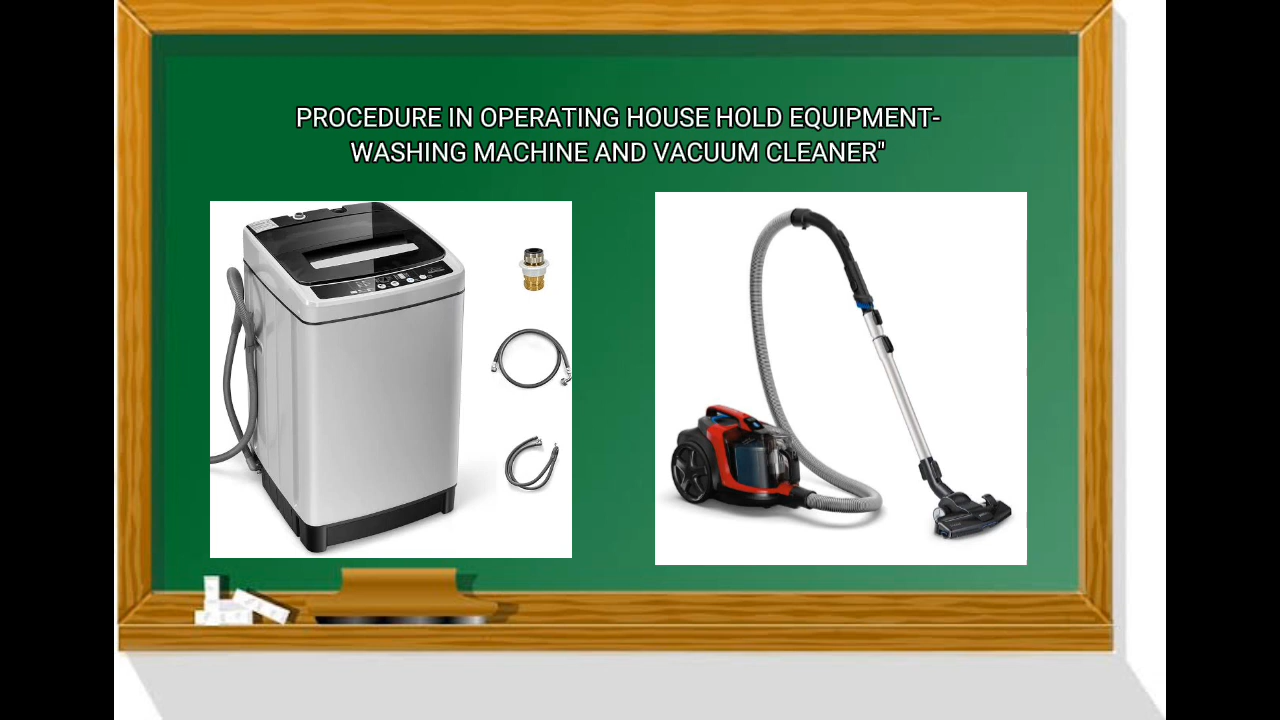 PROCEDURE IN OPERATING HOUSE HOLD EQUIPMENT-
WASHING MACHINE AND VACUUM CLEANER"